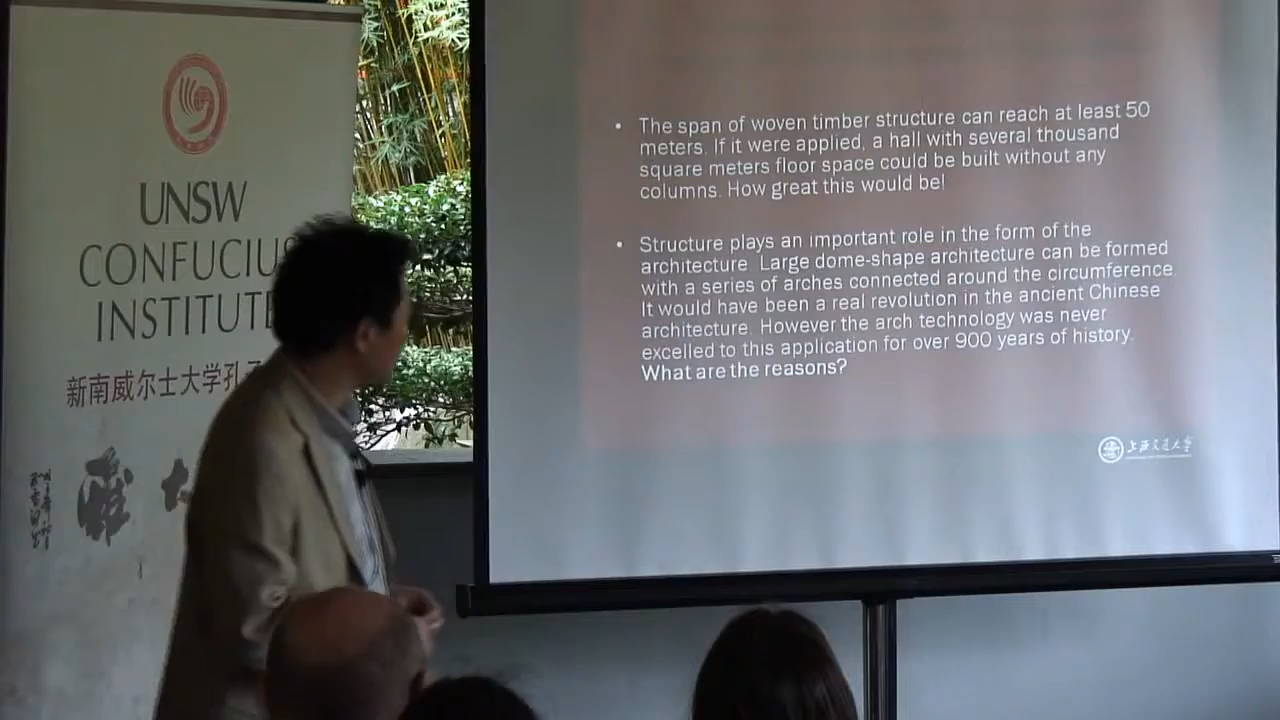 UNSW
CONFUCIUS
INSTITUTE
新南威尔士大学孔子
• The span of woven timber structure can reach at least 50
meters. If it were applied, a hall with several thousand
square meters floor space could be built without any
columns. How great this would be!
• Structure plays an important role in the form of the
architecture. Large dome-shape architecture can be formed
with a series of arches connected around the circumference.
It would have been a real revolution in the ancient Chinese
architecture. However the arch technology was never
excelled to this application for over 900 years of history.
What are the reasons?
上海交通大学